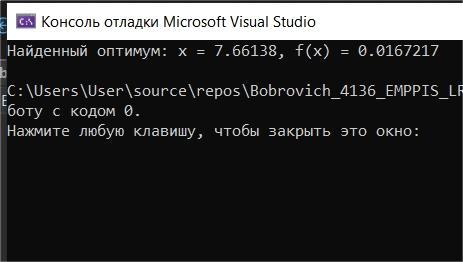 Консоль отладки Microsoft Visual Studio
Найденный оптимум: x = 7.66138, f(x) = 0.0167217
C:\Users\User\source\repos\Bobrovich_4136_EMPPIS_LR
боту с кодом 0.
Нажмите любую клавишу, чтобы закрыть это окно: